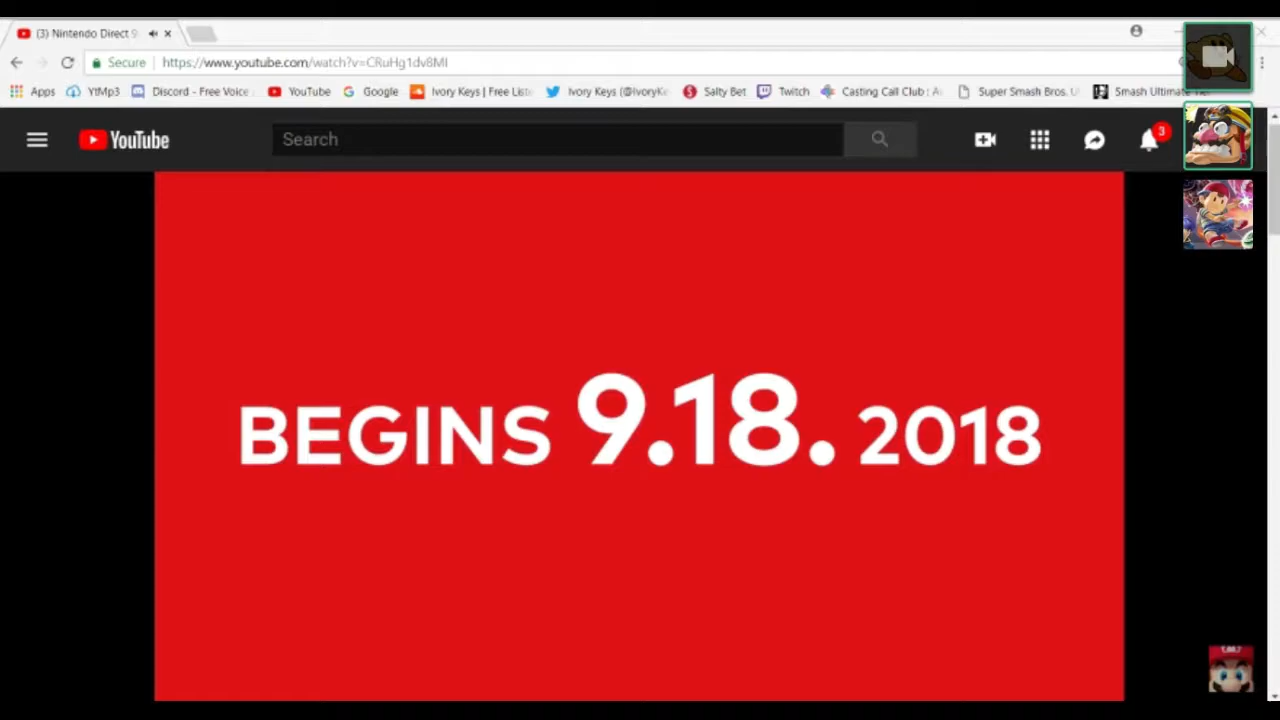 (3) Nintendo Direct 9
Secure https://www.youtube.com/watch?v=CRuHg1dv8MI
Apps YtMp3 Discord - Free Voice YouTube Google Ivory Keys | Free Liste Ivory Keys (@IvoryKe Salty Bet Twitch Casting Call Club : A Super Smash Bros. U Smash Ultimate
YouTube Search 3
BEGINS 9.18. 2018